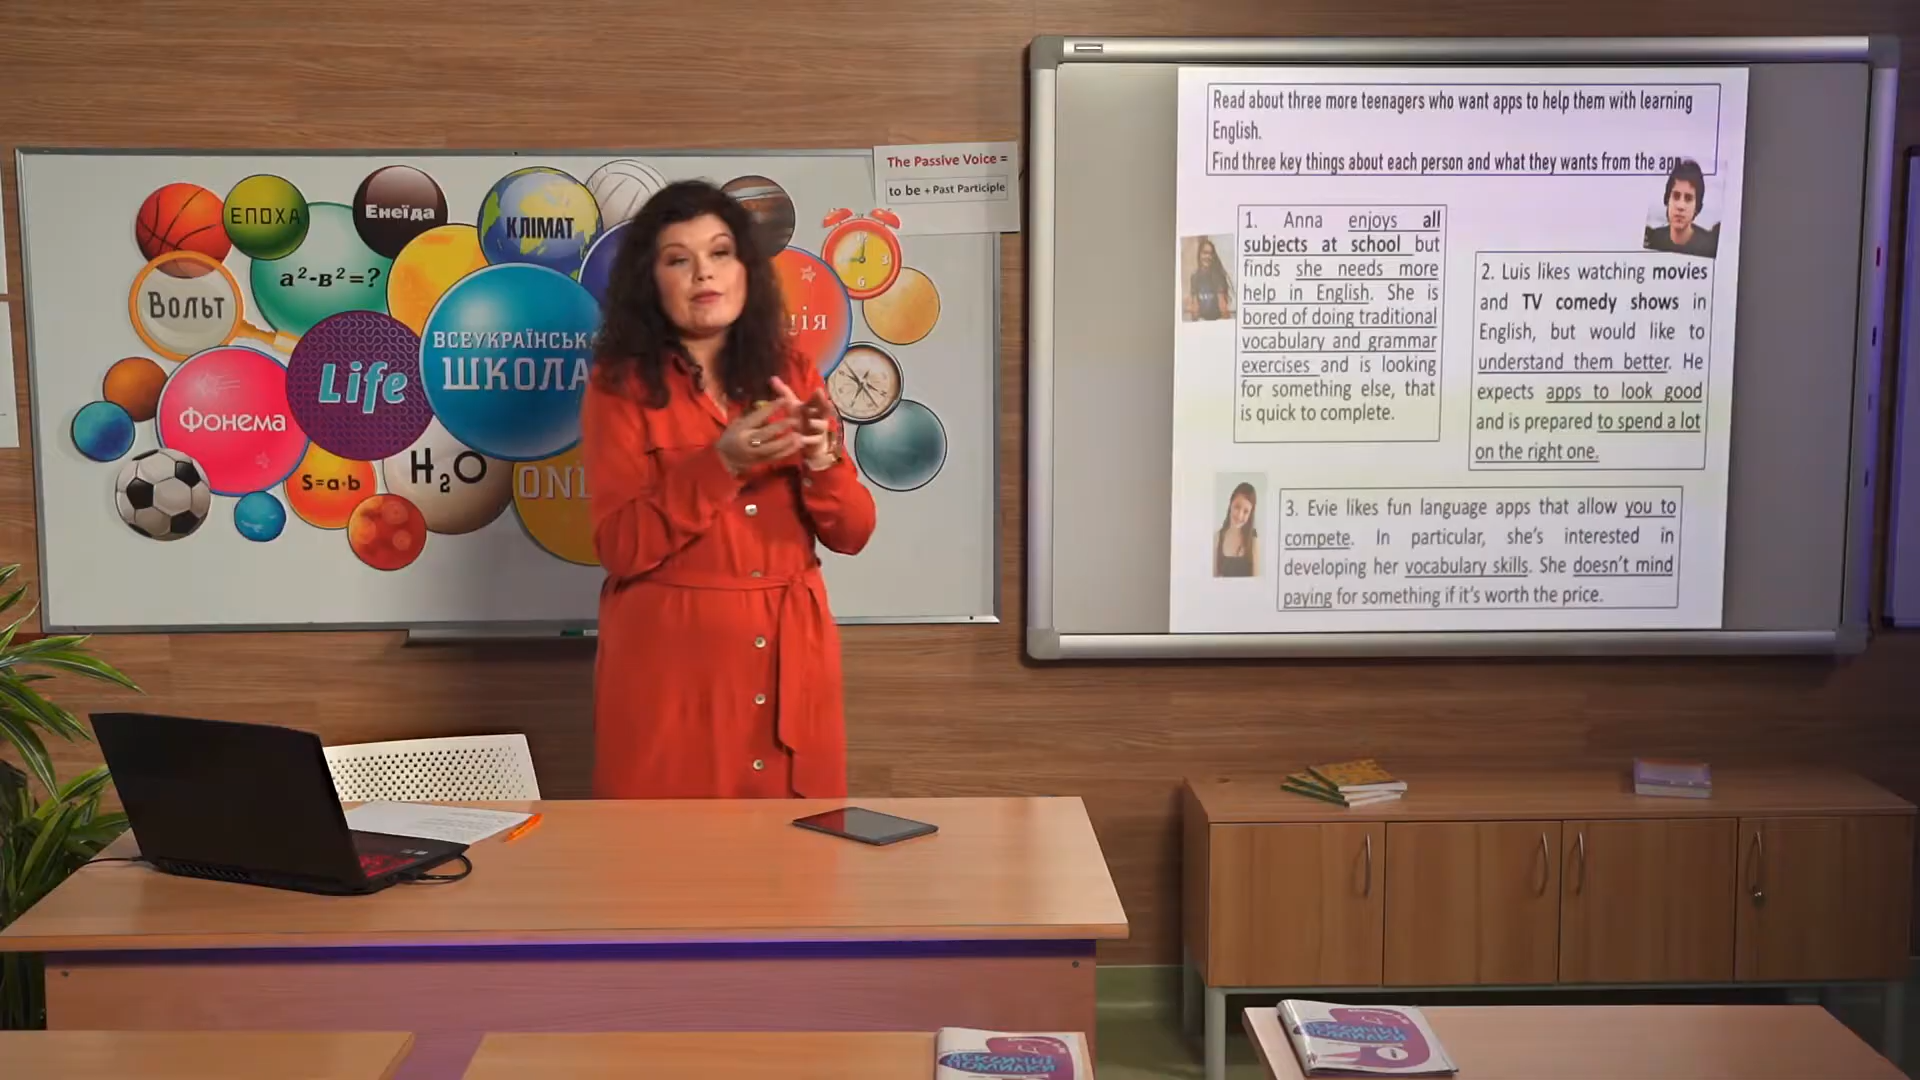 The Passive Voice =
to be + Past Participle
ЕПОХА
Енеїда
КЛІМАТ
a²-в²=?
Вольт
ВСЕУКРАЇНСЬКА
ШКОЛА
Life
Фонема
S=a·b
H₂O
Read about three more teenagers who want apps to help them with learning
English.
Find three key things about each person and what they wants from the app
1. Anna enjoys all
subjects at school but
finds she needs more
help in English. She is
bored of doing traditional
vocabulary and grammar
exercises and is looking
for something else, that
is quick to complete.
2. Luis likes watching movies
and TV comedy shows in
English, but would like to
understand them better. He
expects apps to look good
and is prepared to spend a lot
on the right one.
3. Evie likes fun language apps that allow you to
compete. In particular, she's interested in
developing her vocabulary skills. She doesn't mind
paying for something if it's worth the price.
ЛЕКСИЧНІ
ПОМИЛКИ
ЛЕКСИЧНІ
ПОМИЛКИ